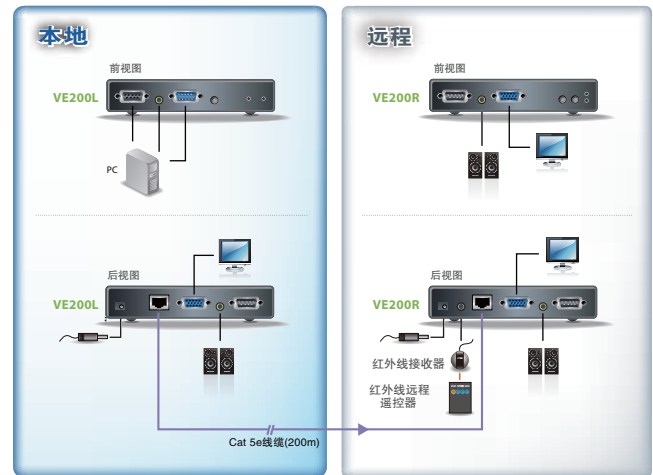 本地
前视图
VE200L
PC
后视图
VE200L
远程
前视图
VE200R
后视图
VE200R
红外线接收器
红外线远程
遥控器
Cat 5e线缆(200m)